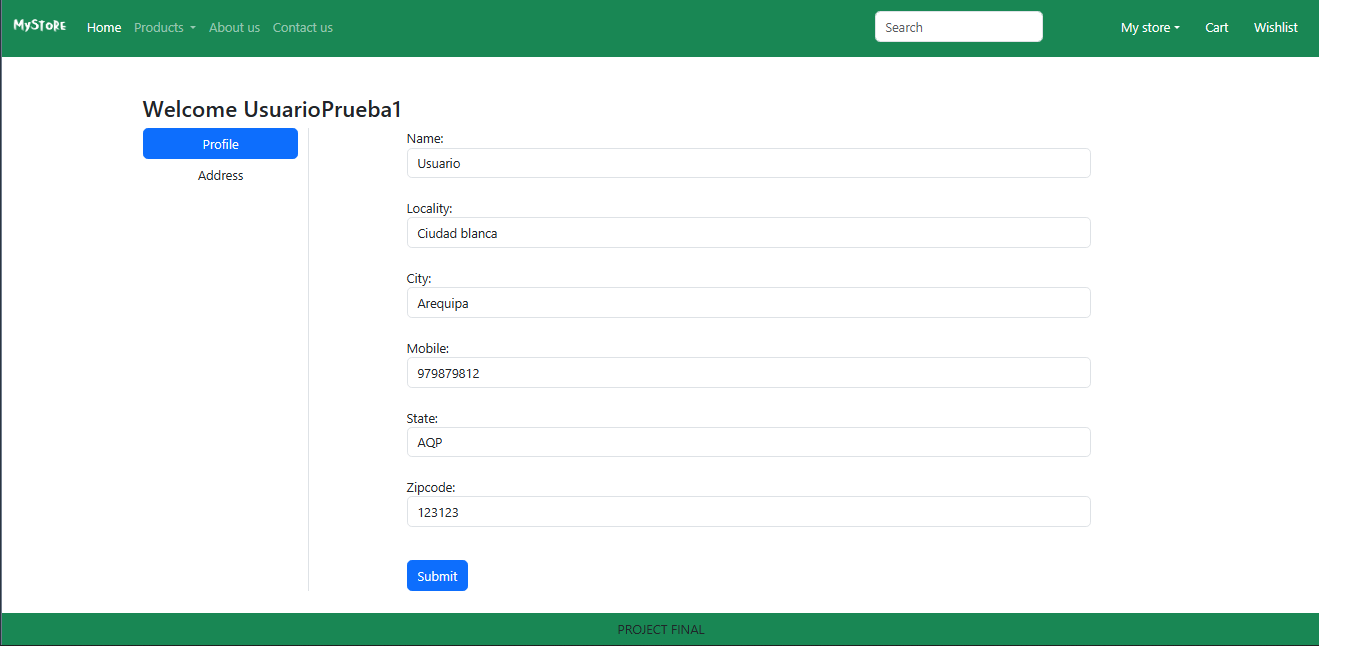 MySToRE Home Products About us Contact us Search My store Cart Wishlist
Welcome UsuarioPrueba1
Profile
Address
Name:
Usuario
Locality:
Ciudad blanca
City:
Arequipa
Mobile:
979879812
State:
AQP
Zipcode:
123123
Submit
PROJECT FINAL